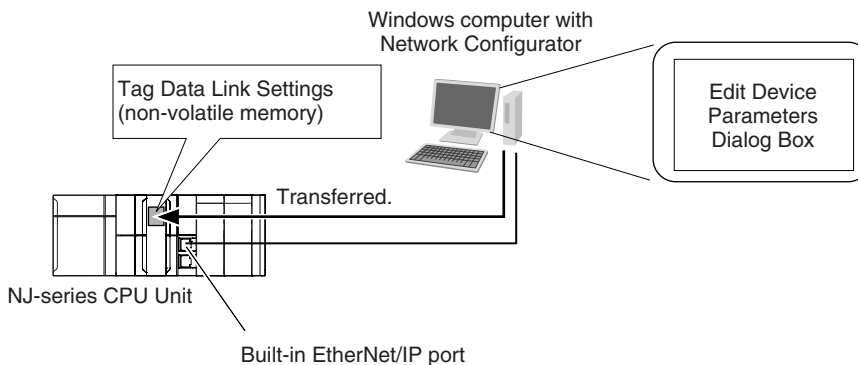 Windows computer with
Network Configurator
Tag Data Link Settings
(non-volatile memory)
Edit Device
Parameters
Dialog Box
Transferred.
NJ-series CPU Unit
Built-in EtherNet/IP port